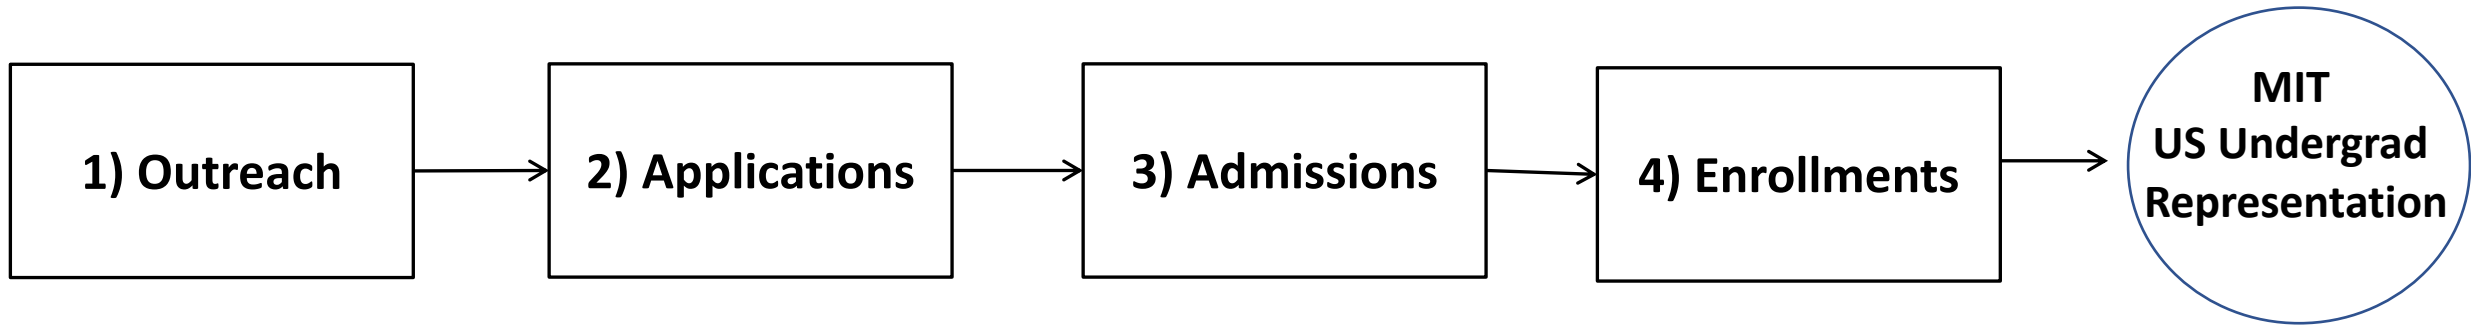 1) Outreach
2) Applications
3) Admissions
4) Enrollments
MIT
US Undergrad
Representation